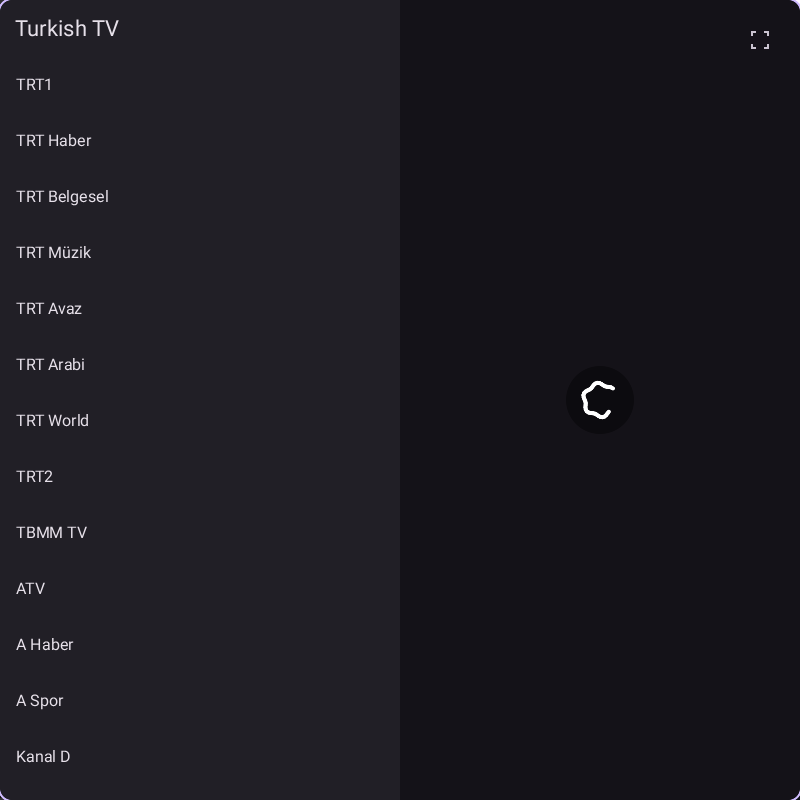 Turkish TV
TRT1
TRT Haber
TRT Belgesel
TRT Müzik
TRT Avaz
TRT Arabi
TRT World
TRT2
TBMM TV
ATV
A Haber
A Spor
Kanal D